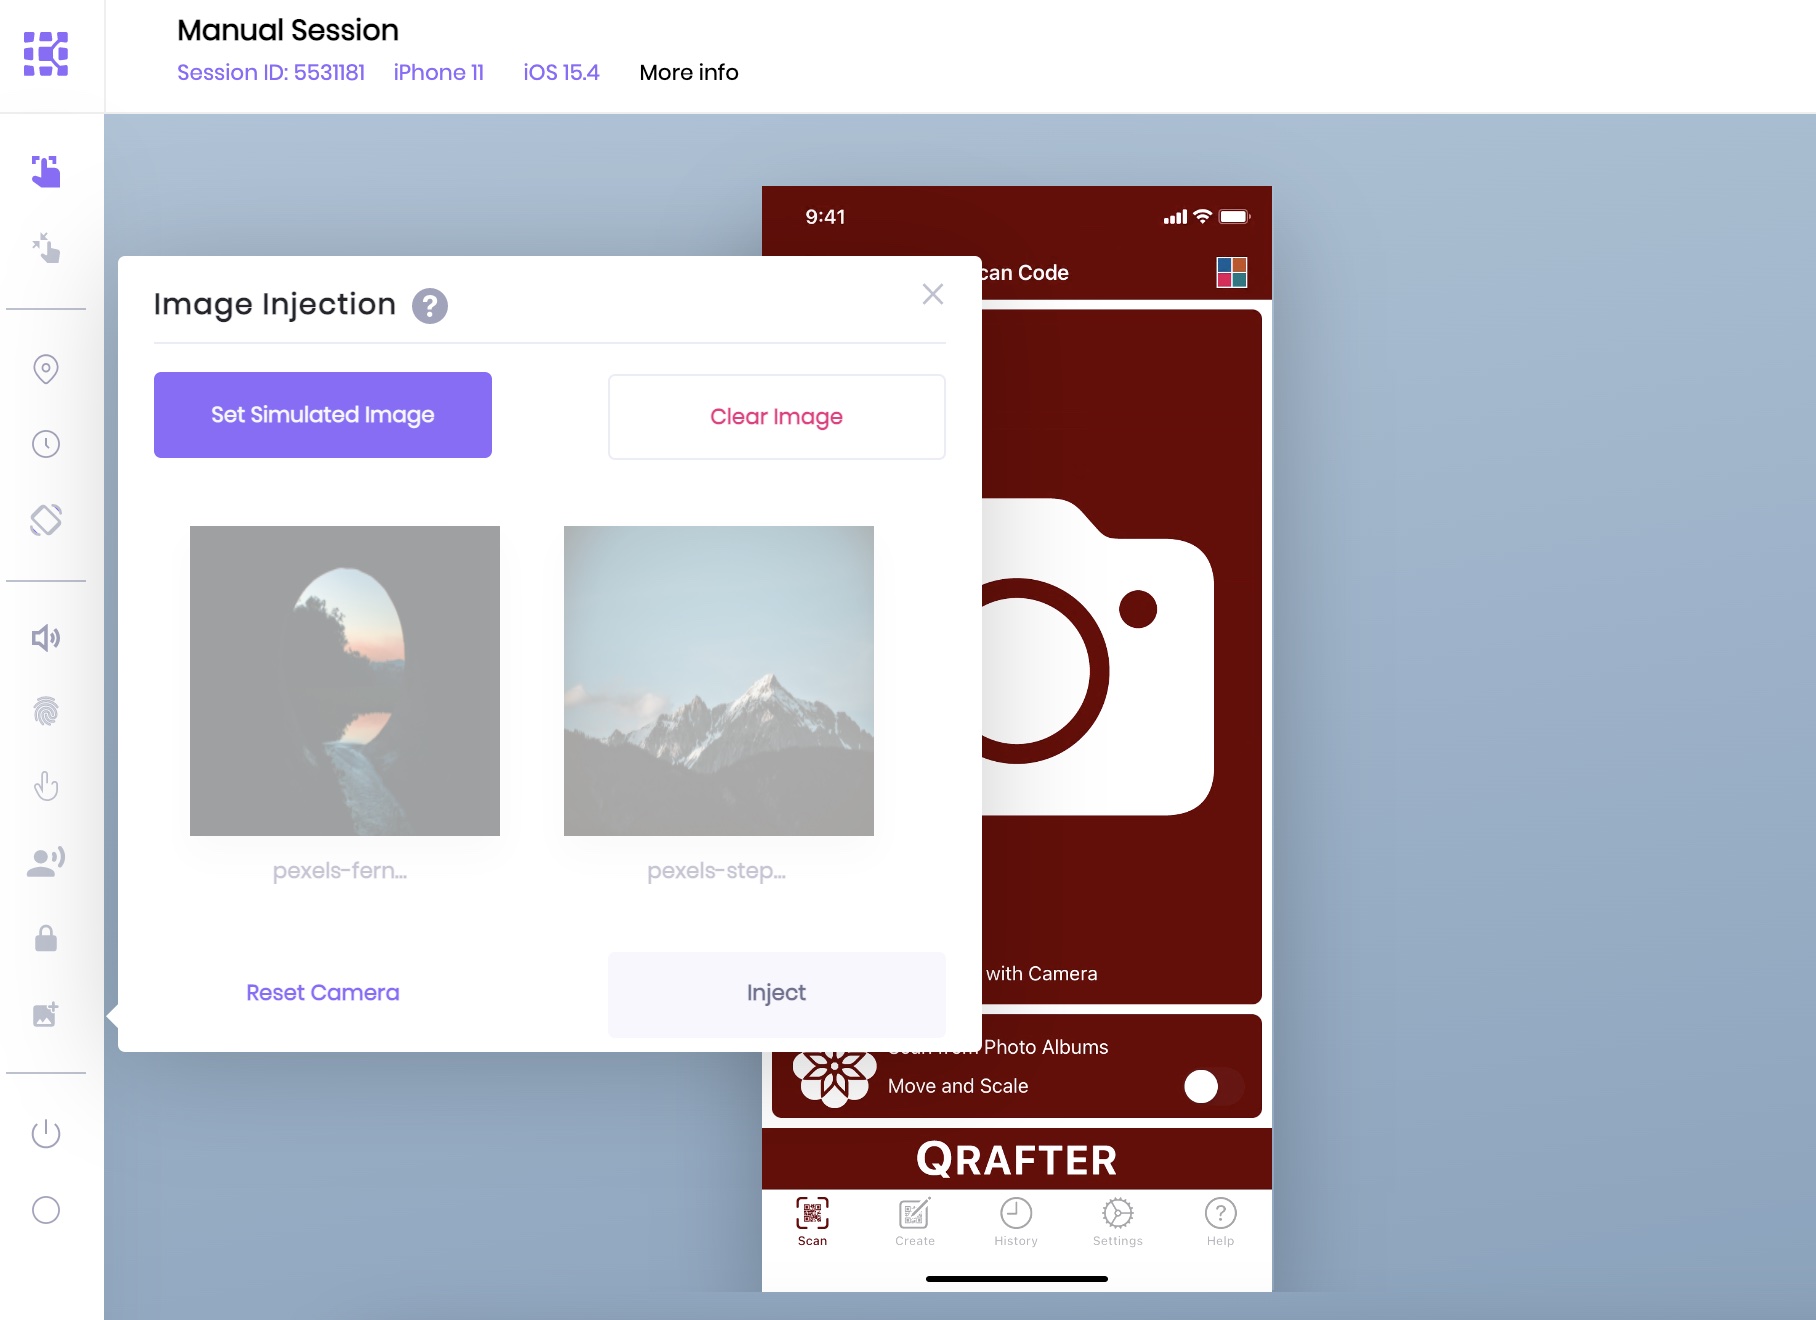 Manual Session
Session ID: 5531181 iPhone 11 iOS 15.4 More info
9:41
can Code
Image Injection ?
Set Simulated Image
Clear Image
pexels-fern...
pexels-step...
with Camera
Reset Camera
Inject
Photo Albums
Move and Scale
QRAFTER
Scan Create History Settings Help